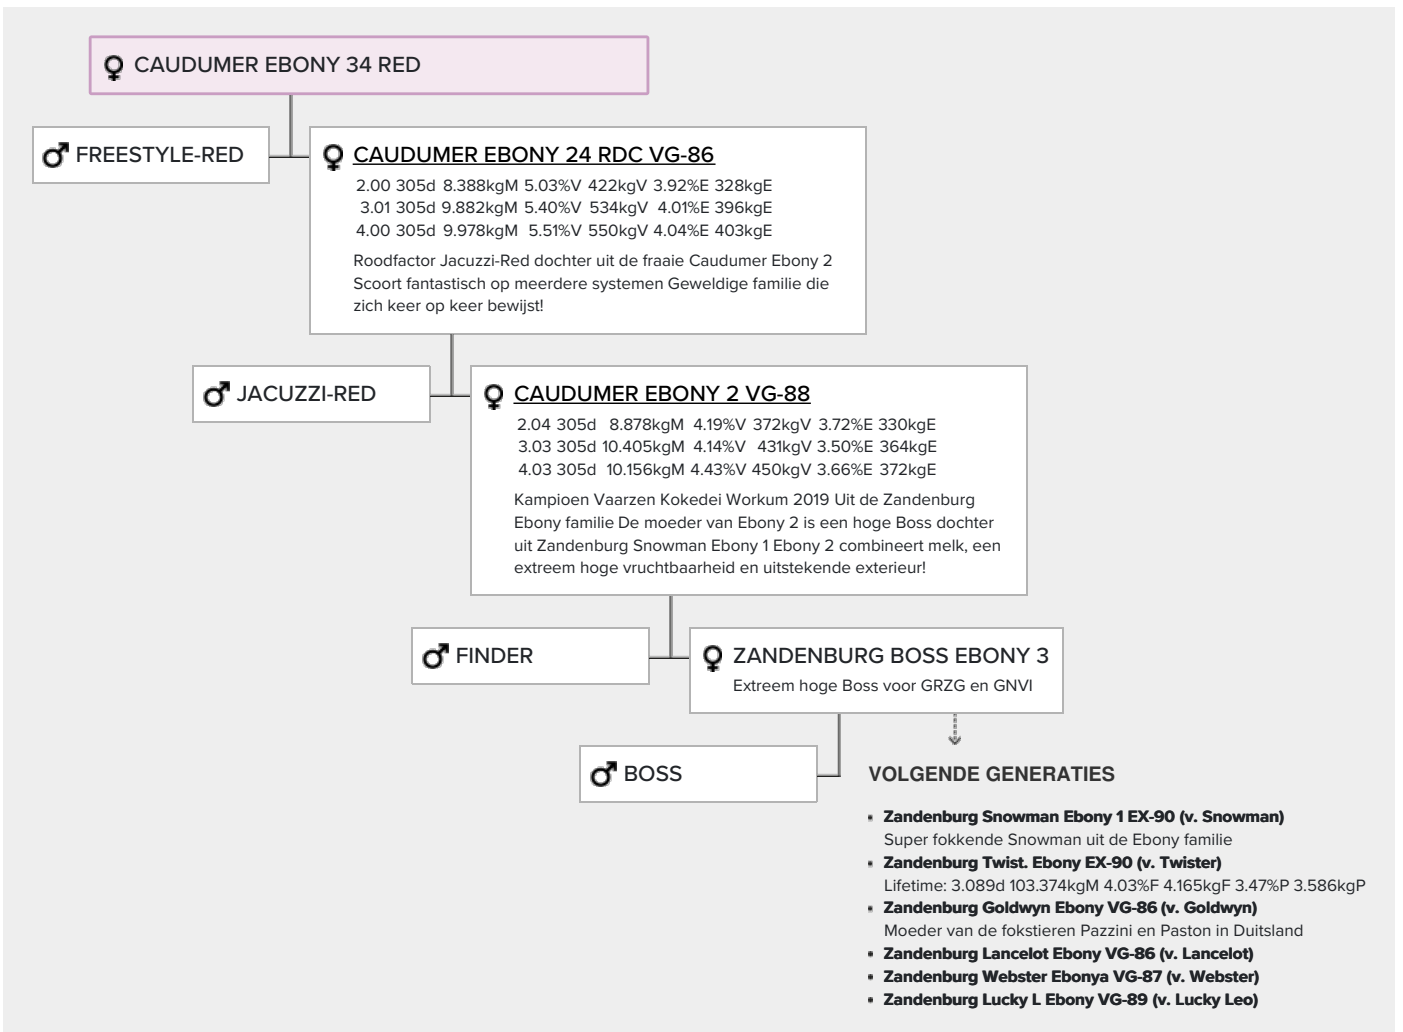 CAUDUMER EBONY 34 RED
FREESTYLE-RED
CAUDUMER EBONY 24 RDC VG-86
2.00 305d 8.388kgM 5.03%V 422kgV 3.92%E 328kgE
3.01 305d 9.882kgM 5.40%V 534kgV 4.01%E 396kgE
4.00 305d 9.978kgM 5.51%V 550kgV 4.04%E 403kgE
Roodfactor Jacuzzi-Red dochter uit de fraaie Caudumer Ebony 2
Scoort fantastisch op meerdere systemen Geweldige familie die
zich keer op keer bewijst!
JACUZZI-RED
CAUDUMER EBONY 2 VG-88
2.04 305d 8.878kgM 4.19%V 372kgV 3.72%E 330kgE
3.03 305d 10.405kgM 4.14%V 431kgV 3.50%E 364kgE
4.03 305d 10.156kgM 4.43%V 450kgV 3.66%E 372kgE
Kampioen Vaarzen Kokedei Workum 2019 Uit de Zandenburg
Ebony familie De moeder van Ebony 2 is een hoge Boss dochter
uit Zandenburg Snowman Ebony 1 Ebony 2 combineert melk, een
extreem hoge vruchtbaarheid en uitstekende exterieur!
FINDER
ZANDENBURG BOSS EBONY 3
Extreem hoge Boss voor GRZG en GNVI
BOSS
VOLGENDE GENERATIES
Zandenburg Snowman Ebony 1 EX-90 (v. Snowman)
Super fokkende Snowman uit de Ebony familie
Zandenburg Twist. Ebony EX-90 (v. Twister)
Lifetime: 3.089d 103.374kgM 4.03%F 4.165kgF 3.47%P 3.586kgP
Zandenburg Goldwyn Ebony VG-86 (v. Goldwyn)
Moeder van de fokstieren Pazzini en Paston in Duitsland
Zandenburg Lancelot Ebony VG-86 (v. Lancelot)
Zandenburg Webster Ebonya VG-87 (v. Webster)
Zandenburg Lucky L Ebony VG-89 (v. Lucky Leo)